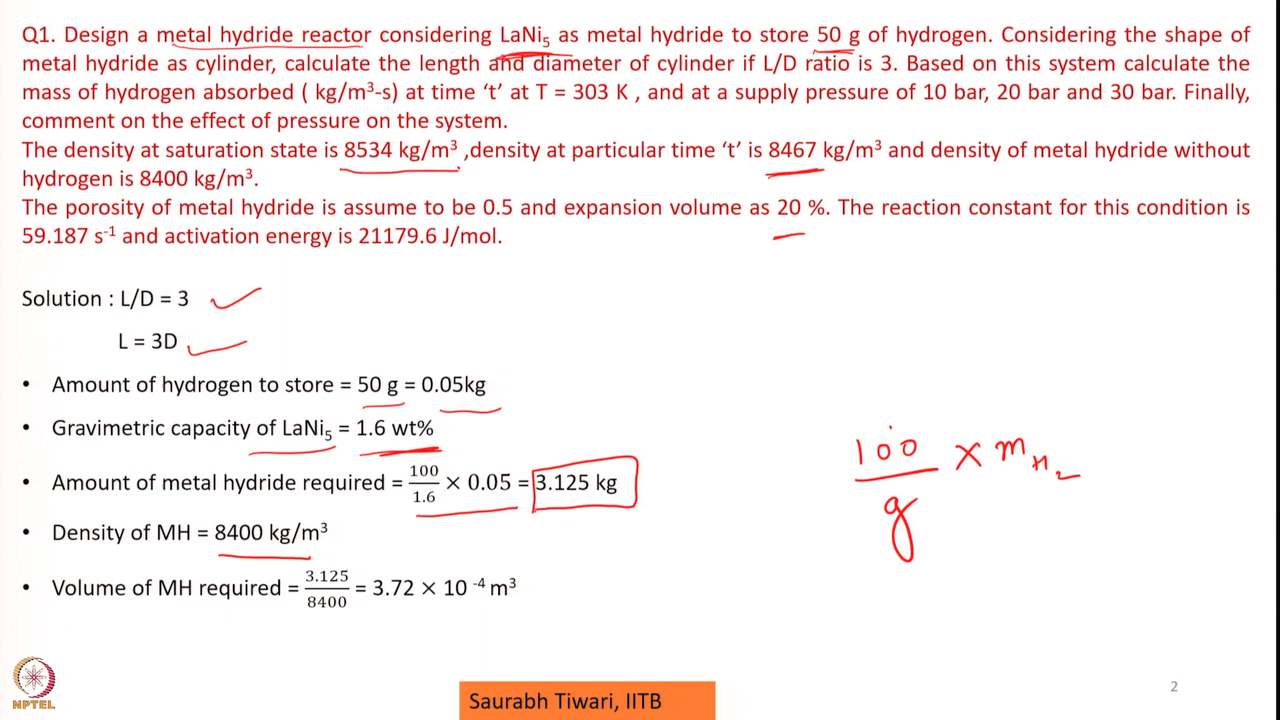 Q1. Design a metal hydride reactor considering LaNi₅ as metal hydride to store 50 g of hydrogen. Considering the shape of
metal hydride as cylinder, calculate the length and diameter of cylinder if L/D ratio is 3. Based on this system calculate the
mass of hydrogen absorbed ( kg/m³-s) at time ‘t’ at T = 303 K , and at a supply pressure of 10 bar, 20 bar and 30 bar. Finally,
comment on the effect of pressure on the system.
The density at saturation state is 8534 kg/m³ ,density at particular time ‘t’ is 8467 kg/m³ and density of metal hydride without
hydrogen is 8400 kg/m³.
The porosity of metal hydride is assume to be 0.5 and expansion volume as 20 %. The reaction constant for this condition is
59.187 s⁻¹ and activation energy is 21179.6 J/mol.
Solution : L/D = 3
L = 3D
• Amount of hydrogen to store = 50 g = 0.05kg
• Gravimetric capacity of LaNi₅ = 1.6 wt%
• Amount of metal hydride required = 100/1.6 × 0.05 = 3.125 kg
100/g × m_H₂
• Density of MH = 8400 kg/m³
• Volume of MH required = 3.125/8400 = 3.72 × 10 ⁻⁴ m³
NPTEL
Saurabh Tiwari, IITB
2